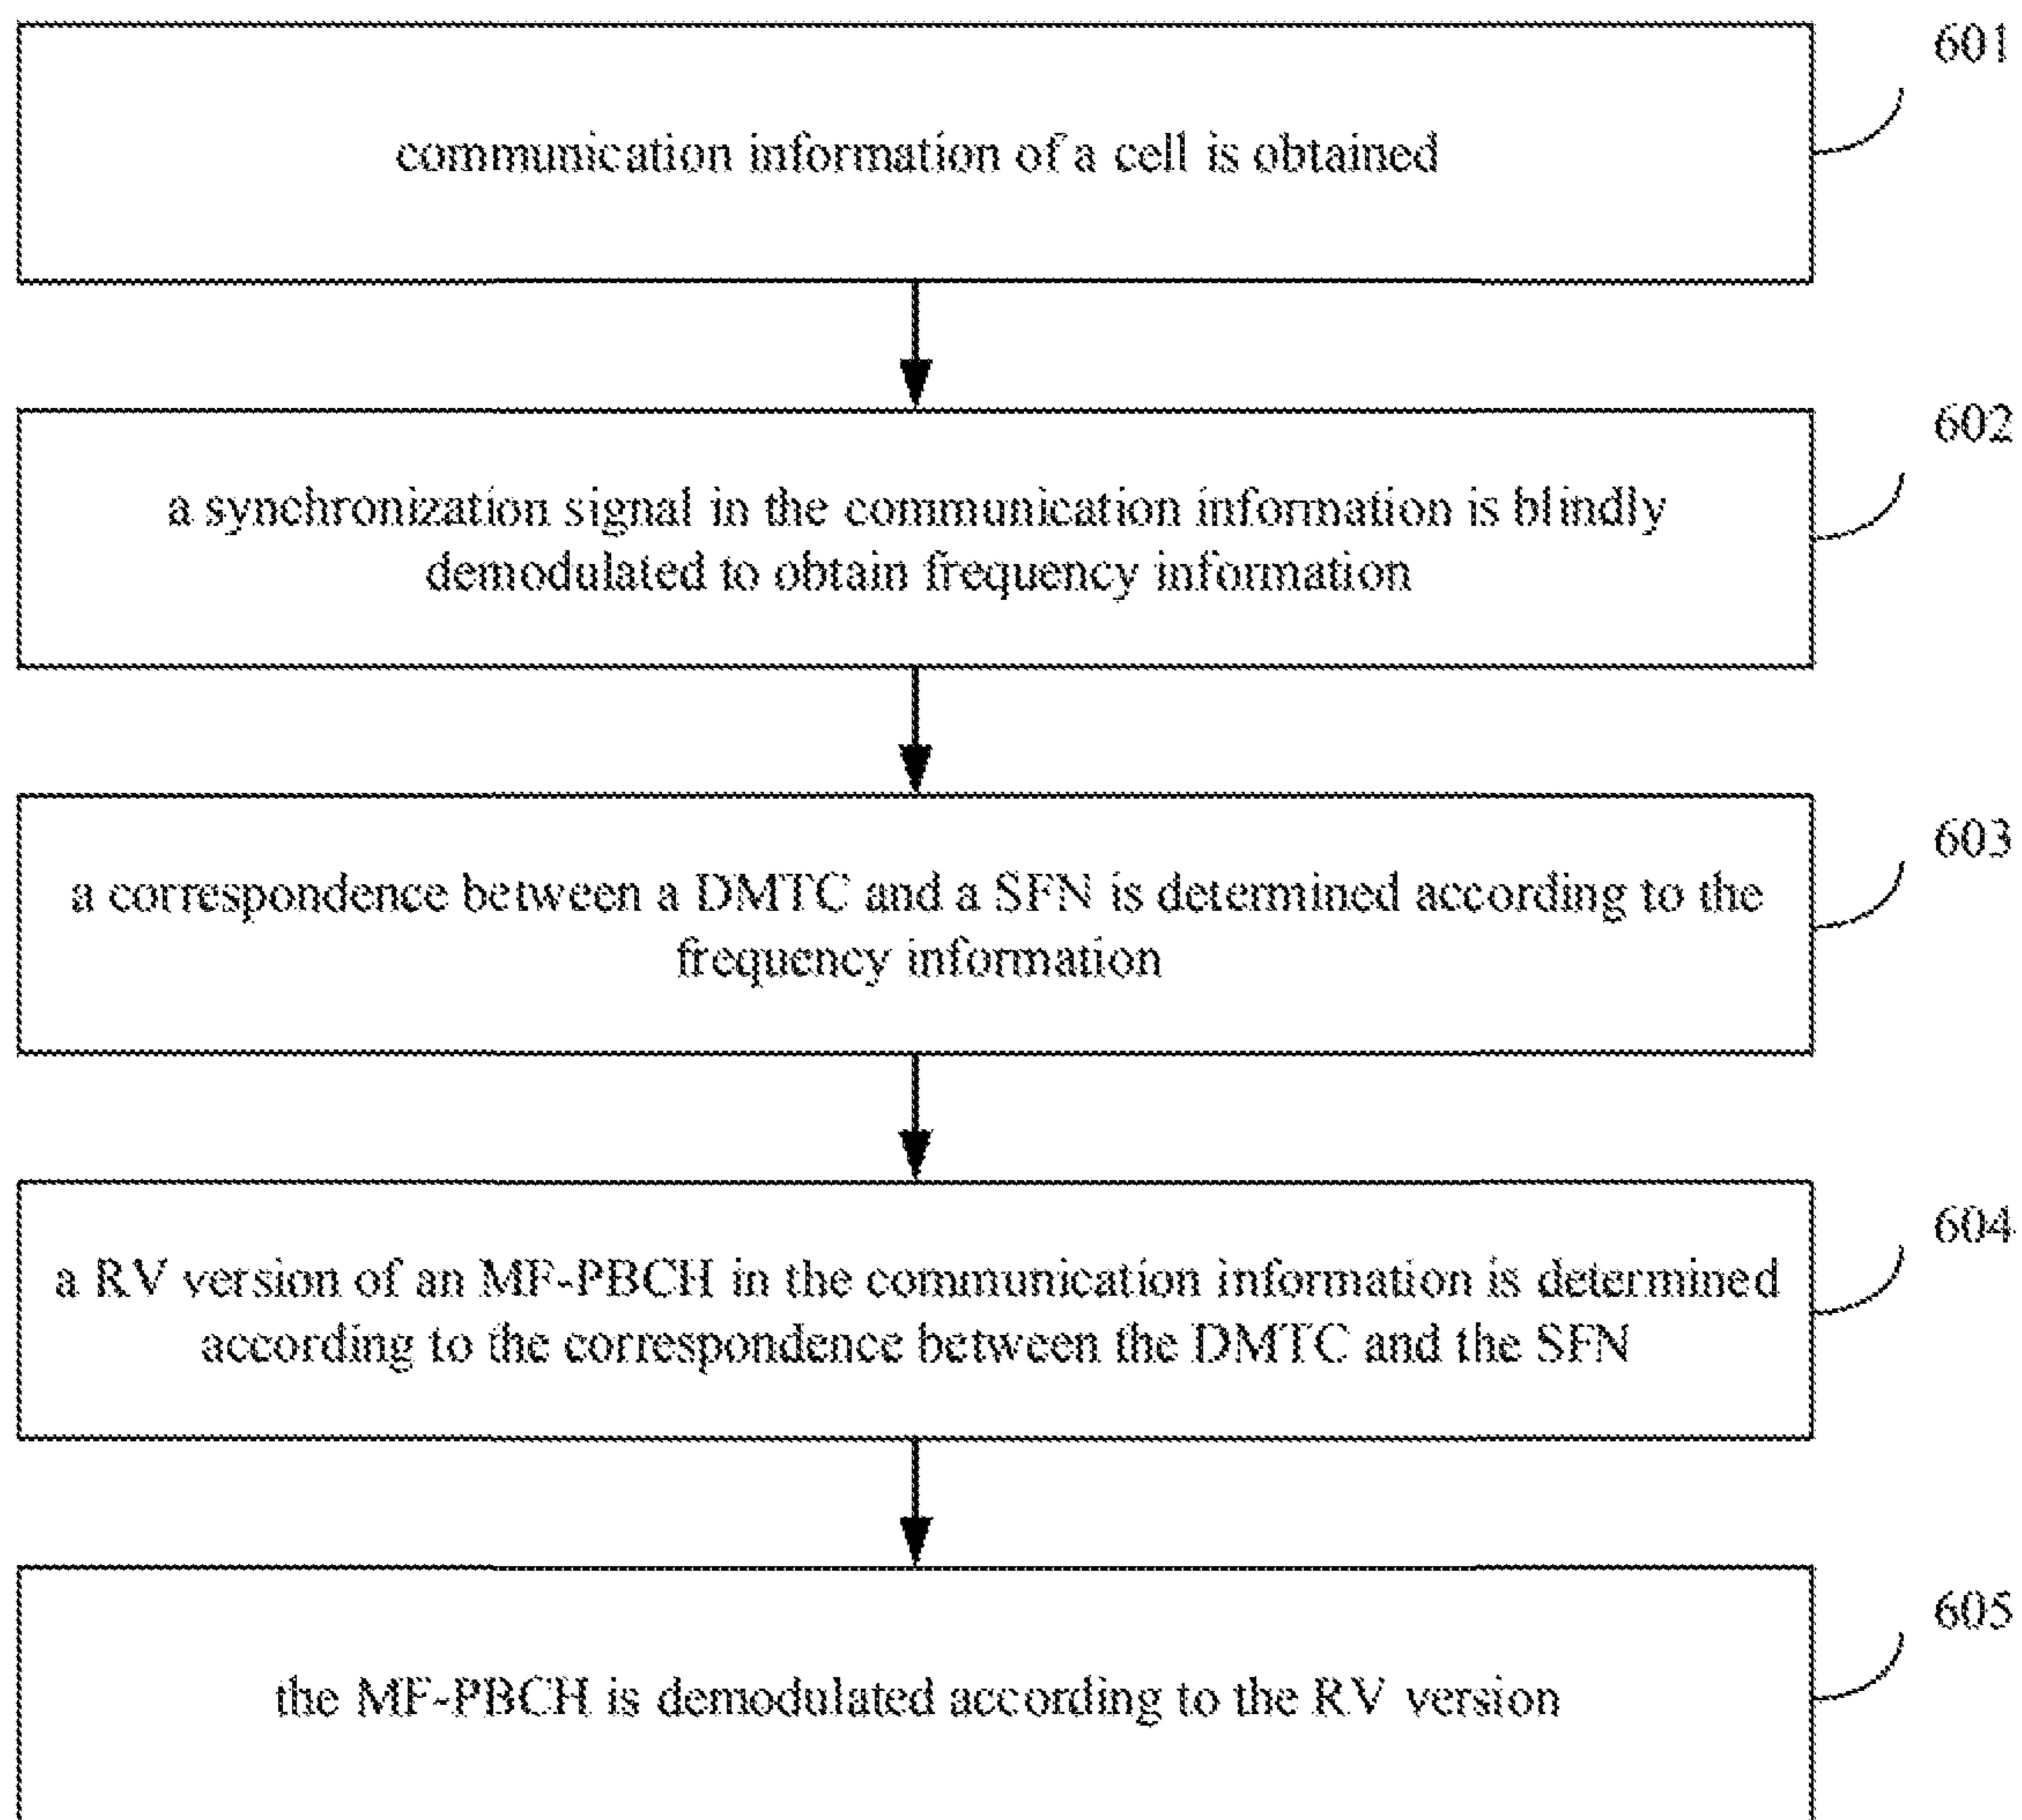 601
communication information of a cell is obtained
602
a synchronization signal in the communication information is blindly
demodulated to obtain frequency information
603
a correspondence between a DMTC and a SFN is determined according to the
frequency information
604
a RV version of an MF-PBCH in the communication information is determined
according to the correspondence between the DMTC and the SFN
605
the MF-PBCH is demodulated according to the RV version